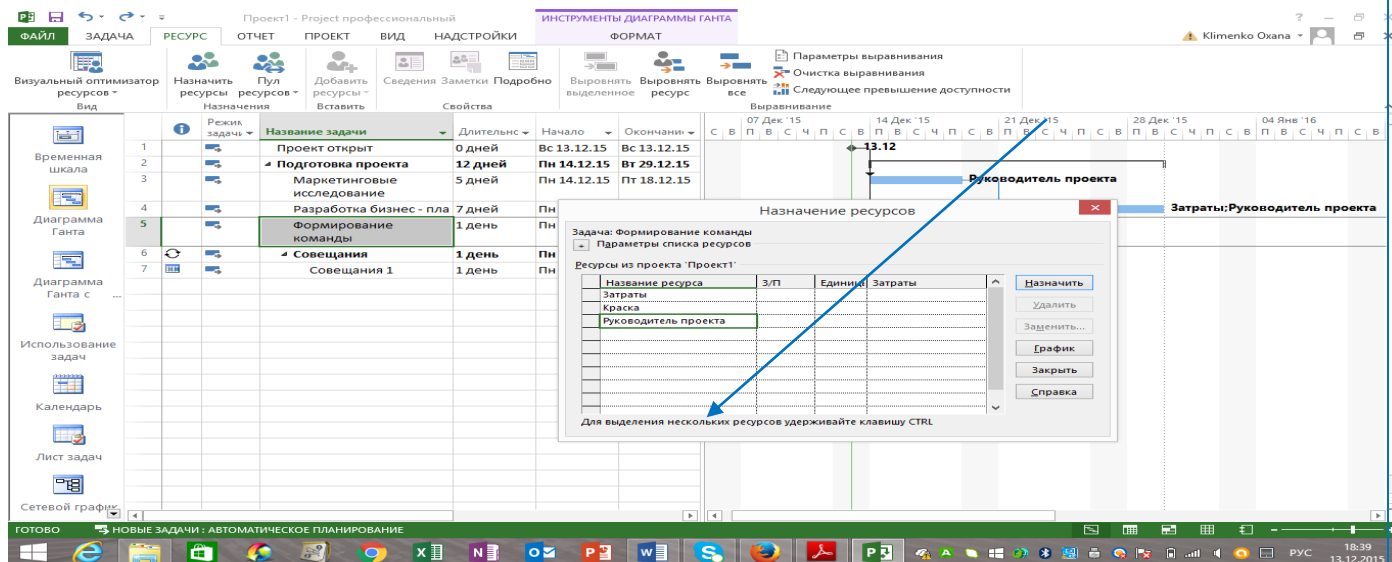 Проект1 - Project профессиональный
ИНСТРУМЕНТЫ ДИАГРАММЫ ГАНТА
?
ФАЙЛ ЗАДАЧА РЕСУРС ОТЧЕТ ПРОЕКТ ВИД НАДСТРОЙКИ ФОРМАТ
Klimenko Oxana
Визуальный оптимизатор ресурсов
Назначить ресурсы
Пул ресурсов
Добавить ресурсы
Сведения Заметки Подробно
Выровнять выделенное
Выровнять ресурс
Выровнять все
Параметры выравнивания
Очистка выравнивания
Следующее превышение доступности
Вид Назначения Вставить Свойства Выравнивание
Режим задачи Название задачи Длительнс Начало Окончани
07 Дек '15 14 Дек '15 21 Дек '15 28 Дек '15 04 Янв '16
С В П В С Ч П С В П В С Ч П С В П В С Ч П С В П В С Ч П С В П В С Ч П С В
1 Проект открыт 0 дней Вс 13.12.15 Вс 13.12.15
13.12
2 Подготовка проекта 12 дней Пн 14.12.15 Вт 29.12.15
3 Маркетинговые исследование 5 дней Пн 14.12.15 Пт 18.12.15
Руководитель проекта
4 Разработка бизнес - пла 7 дней Пн
Затраты;Руководитель проекта
5 Формирование команды 1 день Пн
6 Совещания 1 день Пн
7 Совещания 1 1 день Пн
Временная шкала
Диаграмма Ганта
Диаграмма Ганта с ...
Использование задач
Календарь
Лист задач
Сетевой график
Назначение ресурсов
Задача: Формирование команды
+ Параметры списка ресурсов
Ресурсы из проекта 'Проект1'
Название ресурса З/П Единиц Затраты
Затраты
Краска
Руководитель проекта
Назначить
Удалить
Заменить...
График
Закрыть
Справка
Для выделения нескольких ресурсов удерживайте клавишу CTRL
ГОТОВО НОВЫЕ ЗАДАЧИ : АВТОМАТИЧЕСКОЕ ПЛАНИРОВАНИЕ
РУС
18:39
13.12.2015